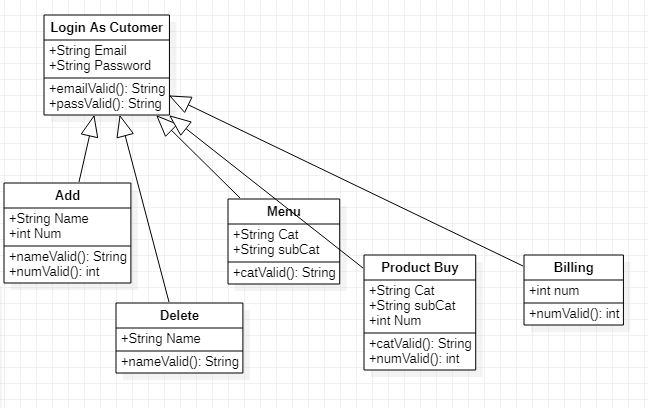 Login As Cutomer
+String Email
+String Password
+emailValid(): String
+passValid(): String
Add
+String Name
+int Num
+nameValid(): String
+numValid(): int
Delete
+String Name
+nameValid(): String
Menu
+String Cat
+String subCat
+catValid(): String
Product Buy
+String Cat
+String subCat
+int Num
+catValid(): String
+numValid(): int
Billing
+int num
+numValid(): int